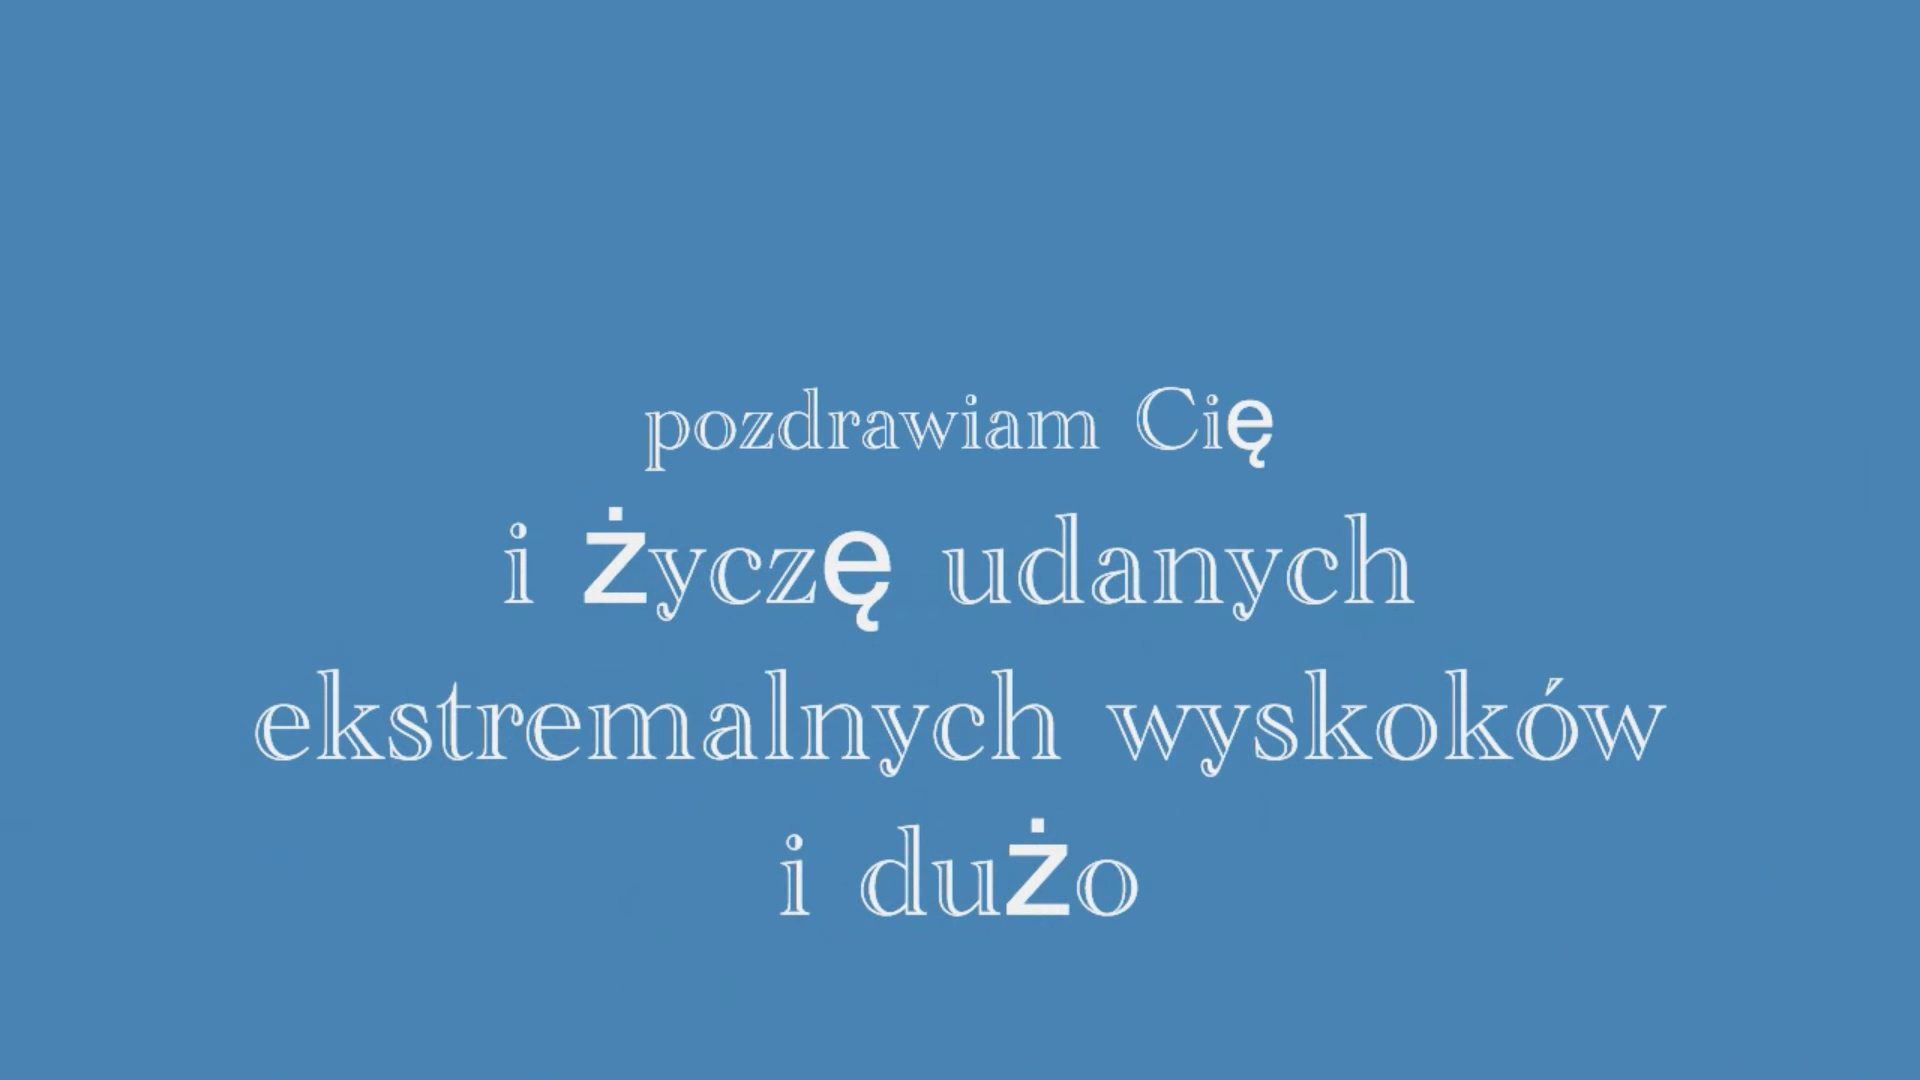 pozdrawiam Cię
i życzę udanych
ekstremalnych wyskoków
i dużo